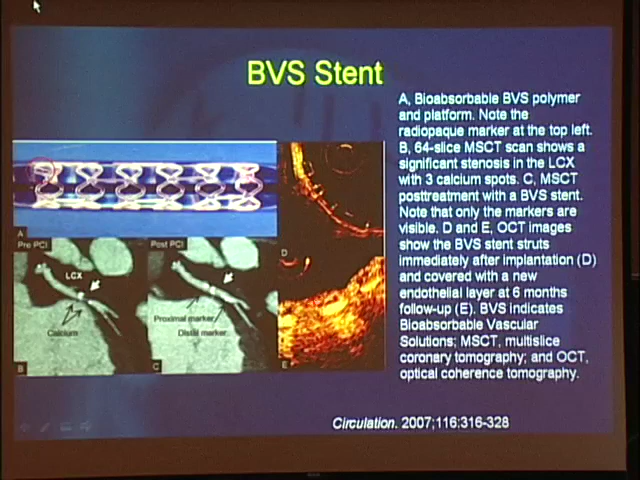 BVS Stent
A, Bioabsorbable BVS polymer
and platform. Note the
radiopaque marker at the top left.
B, 64-slice MSCT scan shows a
significant stenosis in the LCX
with 3 calcium spots. C, MSCT
posttreatment with a BVS stent.
Note that only the markers are
visible. D and E, OCT images
show the BVS stent struts
immediately after implantation (D)
and covered with a new
endothelial layer at 6 months
follow-up (E). BVS indicates
Bioabsorbable Vascular
Solutions; MSCT, multislice
coronary tomography; and OCT,
optical coherence tomography.
A
Pre PCI
Post PCI
D
LCX
Calcium
Proximal marker
Distal marker
B
C
E
Circulation. 2007;116:316-328